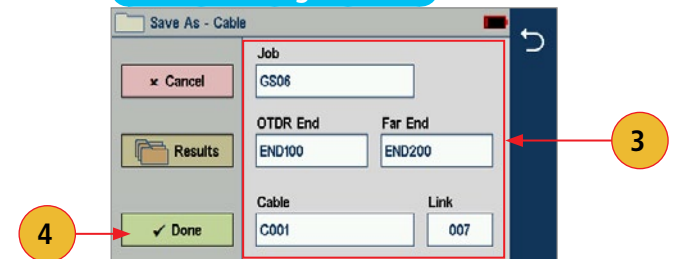 Save As - Cable
Job
× Cancel
GS06
OTDR End Far End
Results
END100 END200
3
Cable Link
4
✓ Done
C001 007